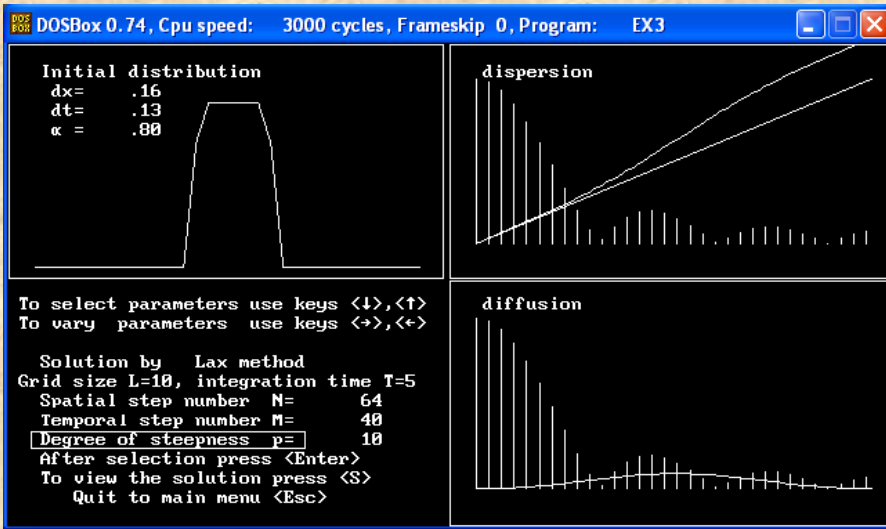 DOS BOX DOSBox 0.74, Cpu speed: 3000 cycles, Frameskip 0, Program: EX3
Initial distribution
dx= .16
dt= .13
α = .80
dispersion
To select parameters use keys <↓>,<↑>
To vary parameters use keys <→>,<←>
Solution by Lax method
Grid size L=10, integration time T=5
Spatial step number N= 64
Temporal step number M= 40
Degree of steepness p= 10
After selection press <Enter>
To view the solution press <S>
Quit to main menu <Esc>
diffusion